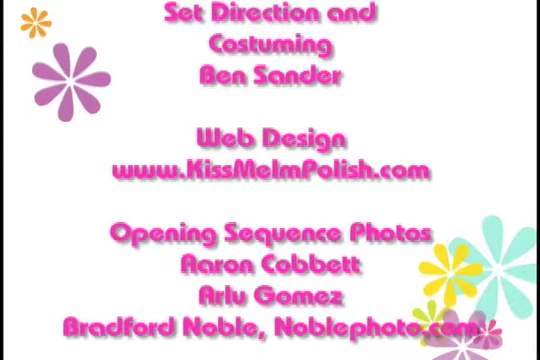 Set Direction and
Costuming
Ben Sander
Web Design
www.KissMeImPolish.com
Opening Sequence Photos
Aaron Cobbett
Arlu Gomez
Bradford Noble, Noblephoto.com